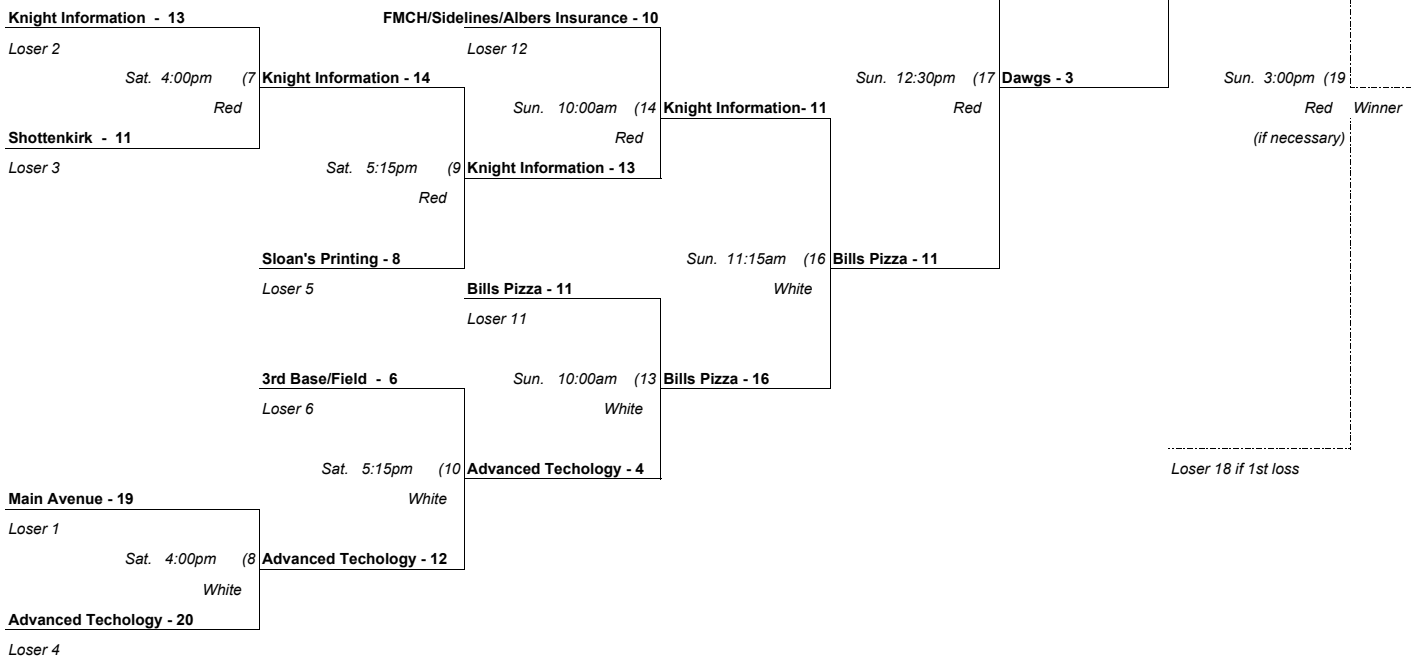 Knight Information - 13 FMCH/Sidelines/Albers Insurance - 10
Loser 2 Loser 12
Sat. 4:00pm (7 Knight Information - 14 Sun. 12:30pm (17 Dawgs - 3 Sun. 3:00pm (19
Red Sun. 10:00am (14 Knight Information- 11 Red Red Winner
Shottenkirk - 11 Red (if necessary)
Loser 3 Sat. 5:15pm (9 Knight Information - 13
Red
Sloan's Printing - 8 Sun. 11:15am (16 Bills Pizza - 11
Loser 5 Bills Pizza - 11 White
Loser 11
3rd Base/Field - 6 Sun. 10:00am (13 Bills Pizza - 16
Loser 6 White
Sat. 5:15pm (10 Advanced Techology - 4 Loser 18 if 1st loss
Main Avenue - 19 White
Loser 1
Sat. 4:00pm (8 Advanced Techology - 12
White
Advanced Techology - 20
Loser 4